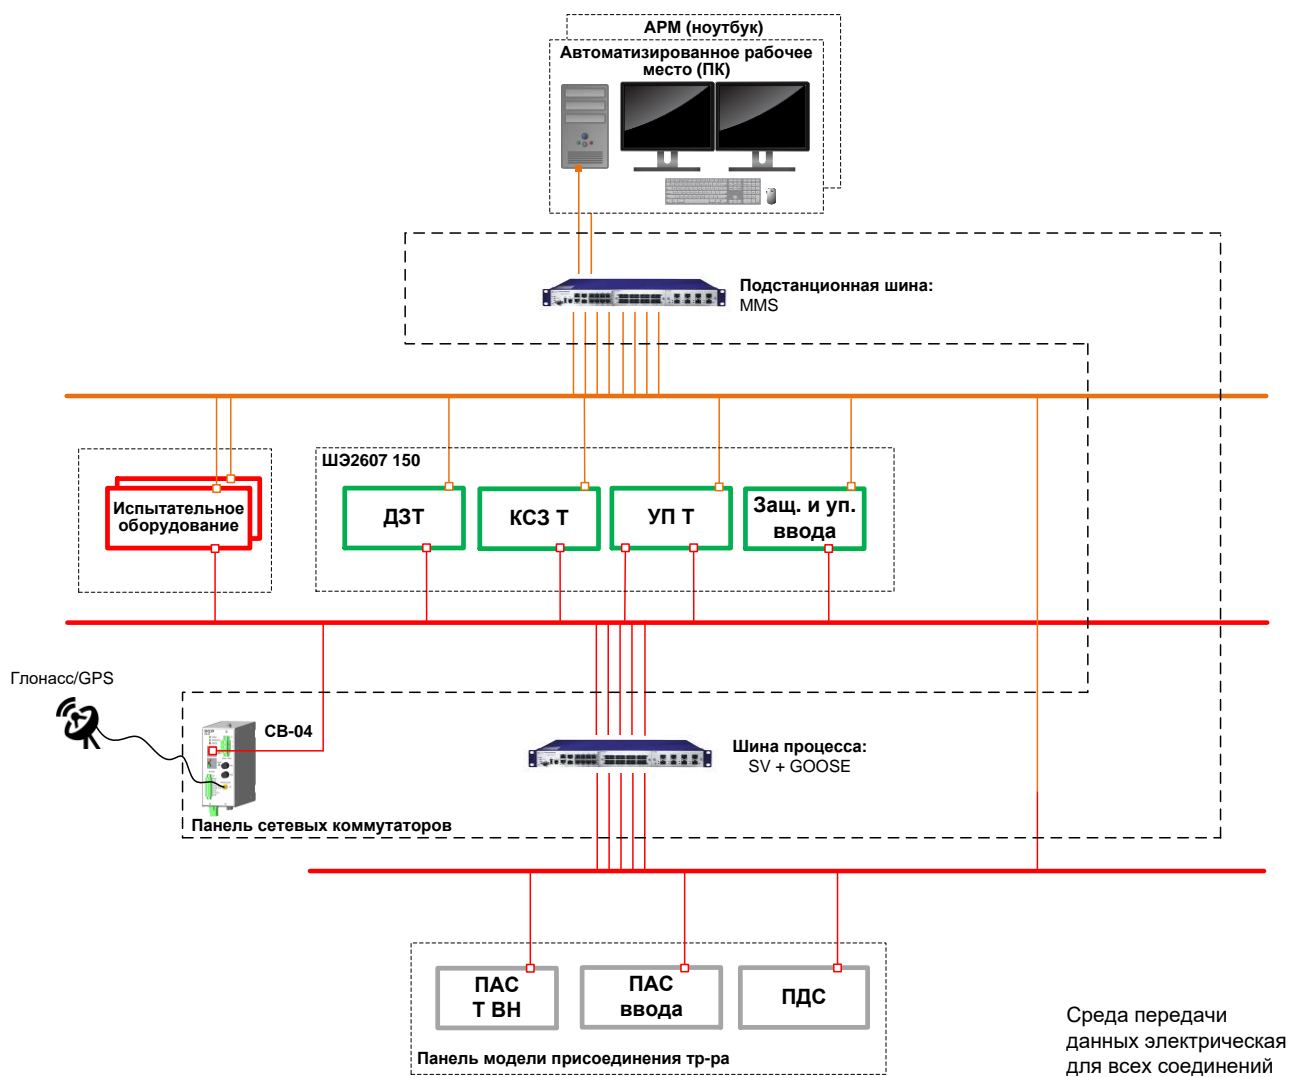 АРМ (ноутбук)
Автоматизированное рабочее
место (ПК)
Подстанционная шина:
MMS
ШЭ2607 150
Испытательное
оборудование
ДЗТ
КСЗ Т
УП Т
Защ. и уп.
ввода
Глонасс/GPS
СВ-04
Шина процесса:
SV + GOOSE
Панель сетевых коммутаторов
ПАС
Т ВН
ПАС
ввода
ПДС
Панель модели присоединения тр-ра
Среда передачи
данных электрическая
для всех соединений